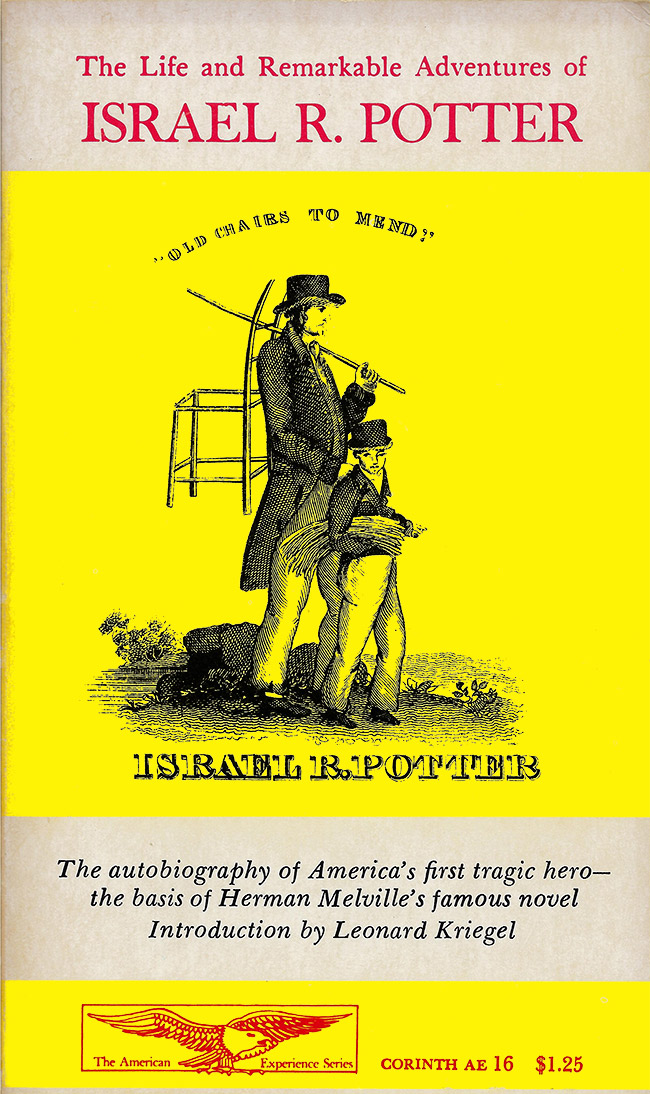 The Life and Remarkable Adventures of
ISRAEL R. POTTER
"OLD CHAIRS TO MEND;"
ISRAEL R. POTTER
The autobiography of America's first tragic hero—
the basis of Herman Melville's famous novel
Introduction by Leonard Kriegel
The American Experience Series
CORINTH AE 16 $1.25